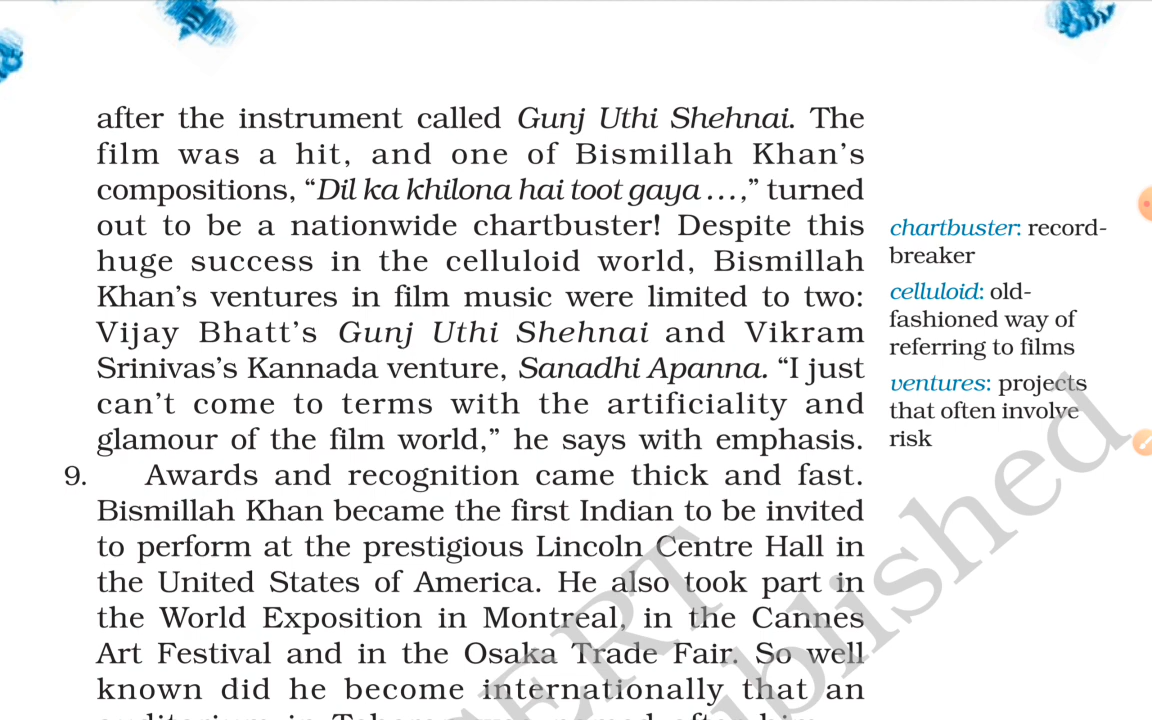 after the instrument called Gunj Uthi Shehnai. The
film was a hit, and one of Bismillah Khan’s
compositions, “Dil ka khilona hai toot gaya ...,” turned
out to be a nationwide chartbuster! Despite this
huge success in the celluloid world, Bismillah
Khan’s ventures in film music were limited to two:
Vijay Bhatt’s Gunj Uthi Shehnai and Vikram
Srinivas’s Kannada venture, Sanadhi Apanna. “I just
can’t come to terms with the artificiality and
glamour of the film world,” he says with emphasis.
9. Awards and recognition came thick and fast.
Bismillah Khan became the first Indian to be invited
to perform at the prestigious Lincoln Centre Hall in
the United States of America. He also took part in
the World Exposition in Montreal, in the Cannes
Art Festival and in the Osaka Trade Fair. So well
known did he become internationally that an
chartbuster: record-
breaker
celluloid: old-
fashioned way of
referring to films
ventures: projects
that often involve
risk